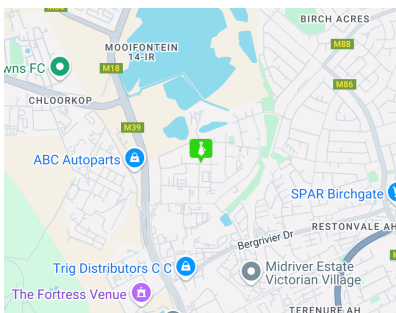 BIRCH ACRES
MOOIFONTEIN
14-IR
M88
wns FC
M18
M86
CHLOORKOP
M39
ABC Autoparts
SPAR Birchgate
RESTONVALE AH
Bergrivier Dr
Trig Distributors C C
Midriver Estate
Victorian Village
The Fortress Venue
TERENURE AH